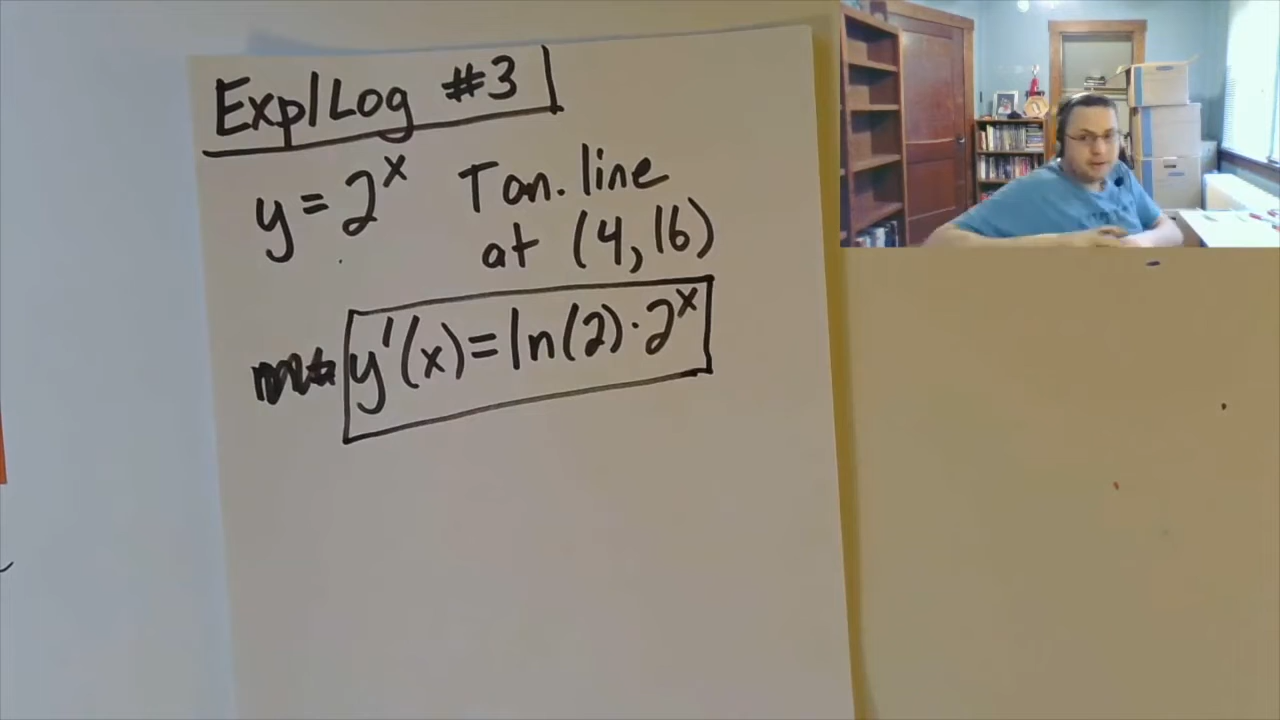 Exp/Log #3
y = 2^x Tan. line
at (4, 16)
y'(x) = ln(2) · 2^x